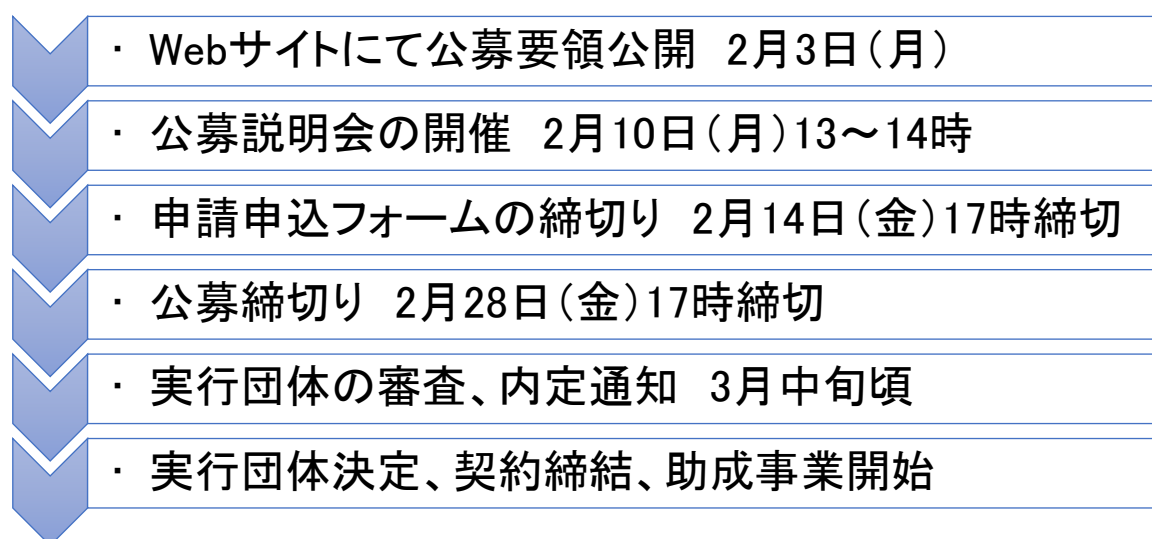 ・ Webサイトにて公募要領公開 2月3日(月)
・ 公募説明会の開催 2月10日(月)13～14時
・ 申請申込フォームの締切り 2月14日(金)17時締切
・ 公募締切り 2月28日(金)17時締切
・ 実行団体の審査、内定通知 3月中旬頃
・ 実行団体決定、契約締結、助成事業開始